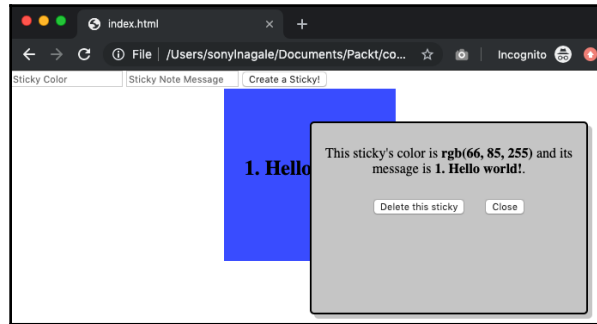 index.html
File | /Users/sonylnagale/Documents/Packt/co...
Incognito
Sticky Color
Sticky Note Message
Create a Sticky!
1. Hello
This sticky's color is rgb(66, 85, 255) and its
message is 1. Hello world!.
Delete this sticky
Close